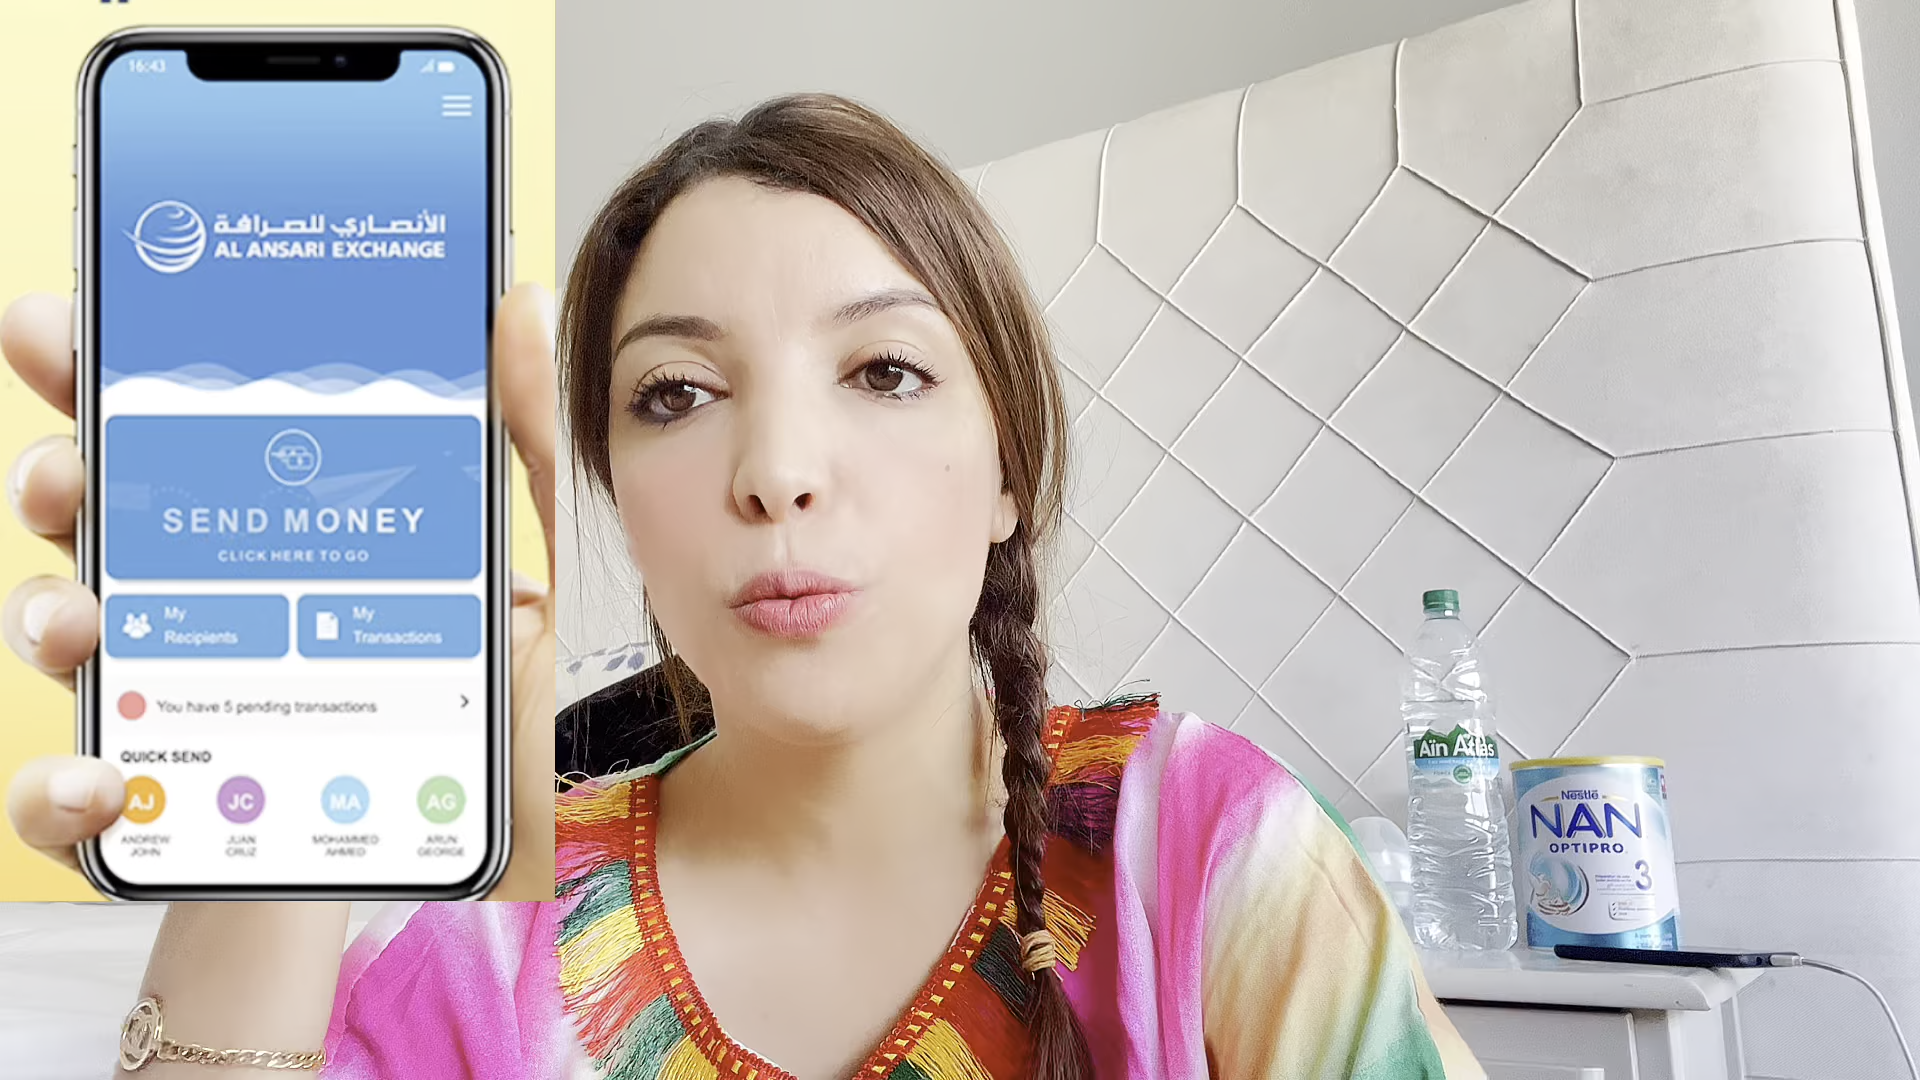 16:43
الأنصاري للصرافة
AL ANSARI EXCHANGE
SEND MONEY
CLICK HERE TO GO
My
Recipients
My
Transactions
You have 5 pending transactions
QUICK SEND
AJ
JC
MA
AG
ANDREW
JOHN
JUAN
CRUZ
MOHAMMED
AHMED
ARUN
GEORGE
Aïn Atlas
Nestlé
NAN
OPTIPRO
3